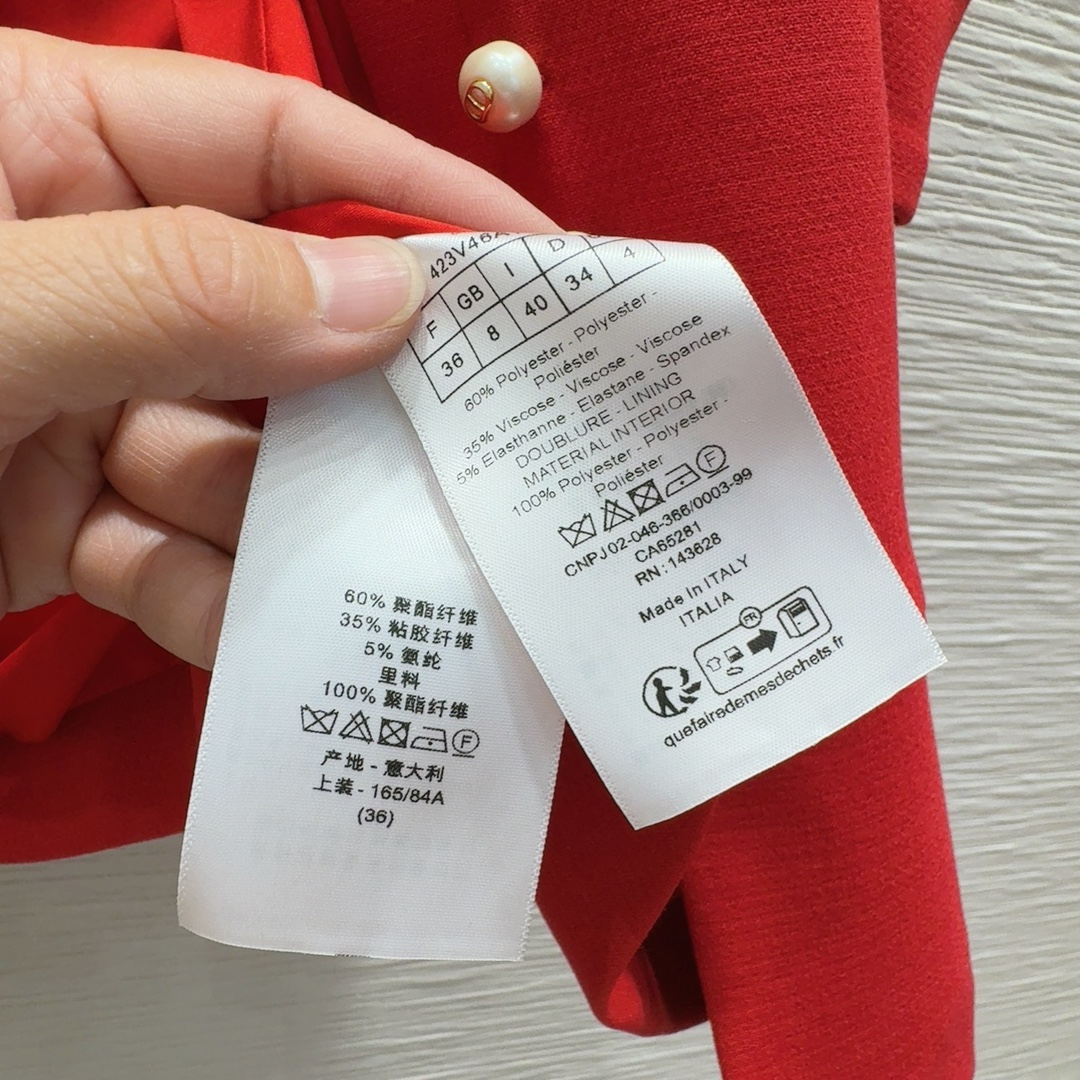 423V46A
F GB I D
36 8 40 34 4
60% Polyester - Polyester -
Poliéster
35% Viscose - Viscose - Viscose
5% Elasthanne - Elastane - Spandex
DOUBLURE - LINING
MATERIAL INTERIOR
100% Polyester - Polyester -
Poliéster
F
CNPJ 02-046-366/0003-99
CA65281
RN: 143628
Made in ITALY
ITALIA
FR
quefairedemesdechets.fr
60% 聚酯纤维
35% 粘胶纤维
5% 氨纶
里料
100% 聚酯纤维
F
产地 - 意大利
上装 - 165/84A
(36)